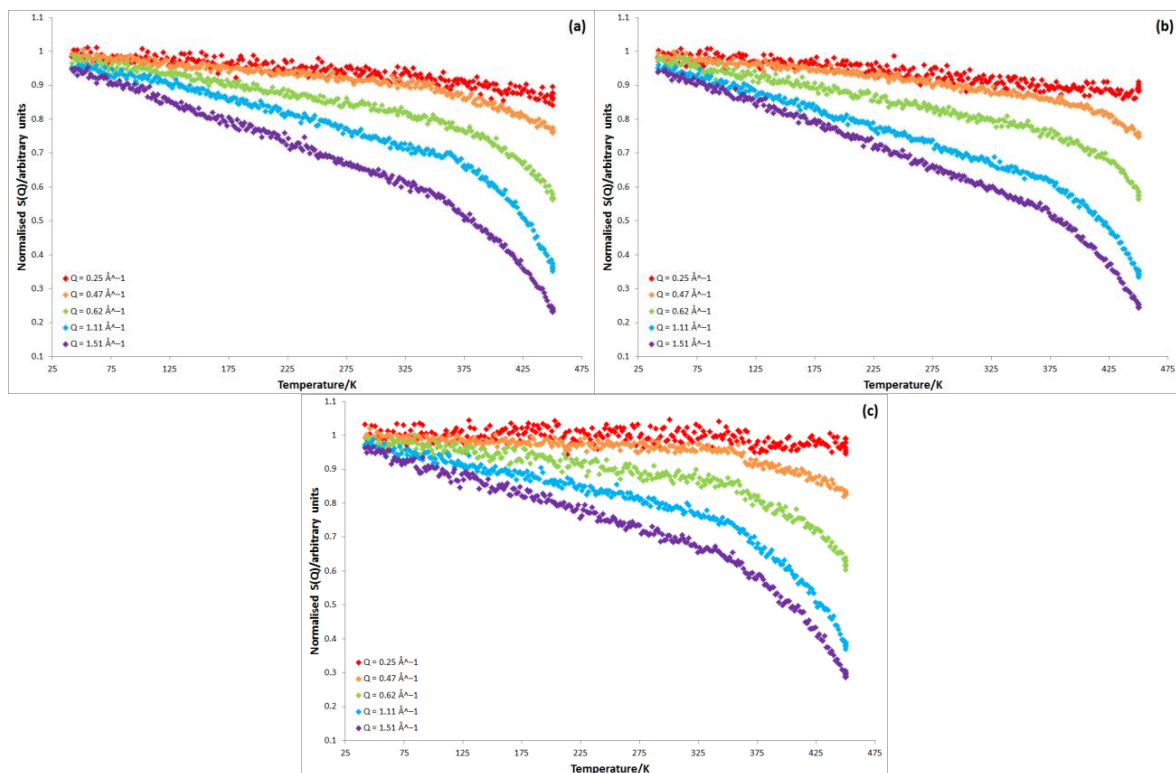 (a)
Normalised S(Q)/arbitrary units
1.1
1
0.9
0.8
0.7
0.6
0.5
0.4
0.3
0.2
0.1
Q = 0.25 Å^–1
Q = 0.47 Å^–1
Q = 0.62 Å^–1
Q = 1.11 Å^–1
Q = 1.51 Å^–1
25 75 125 175 225 275 325 375 425 475
Temperature/K
(b)
Normalised S(Q)/arbitrary units
1.1
1
0.9
0.8
0.7
0.6
0.5
0.4
0.3
0.2
0.1
Q = 0.25 Å^–1
Q = 0.47 Å^–1
Q = 0.62 Å^–1
Q = 1.11 Å^–1
Q = 1.51 Å^–1
25 75 125 175 225 275 325 375 425 475
Temperature/K
(c)
Normalised S(Q)/arbitrary units
1.1
1
0.9
0.8
0.7
0.6
0.5
0.4
0.3
0.2
0.1
Q = 0.25 Å^–1
Q = 0.47 Å^–1
Q = 0.62 Å^–1
Q = 1.11 Å^–1
Q = 1.51 Å^–1
25 75 125 175 225 275 325 375 425 475
Temperature/K